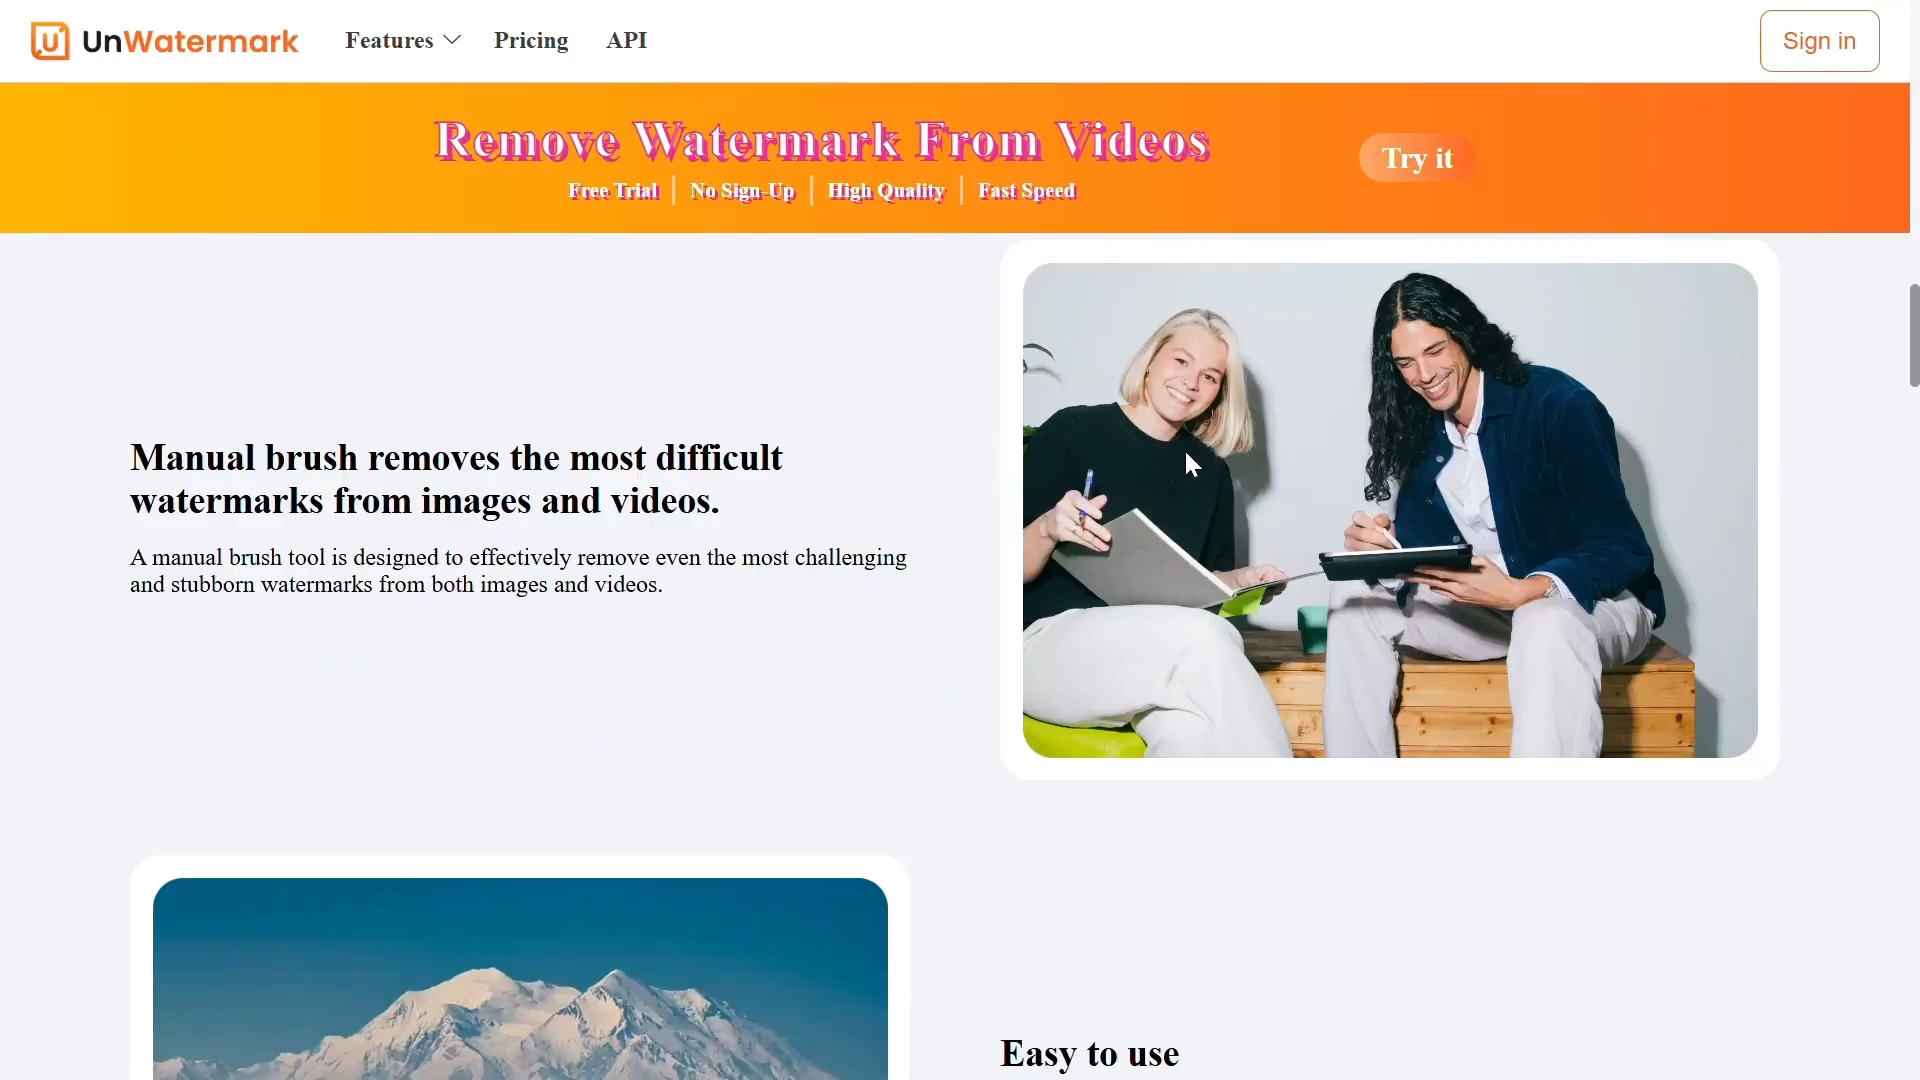 UnWatermark
Features
Pricing
API
Sign in
Remove Watermark From Videos
Free Trial
No Sign-Up
High Quality
Fast Speed
Try it
Manual brush removes the most difficult
watermarks from images and videos.
A manual brush tool is designed to effectively remove even the most challenging
and stubborn watermarks from both images and videos.
Easy to use